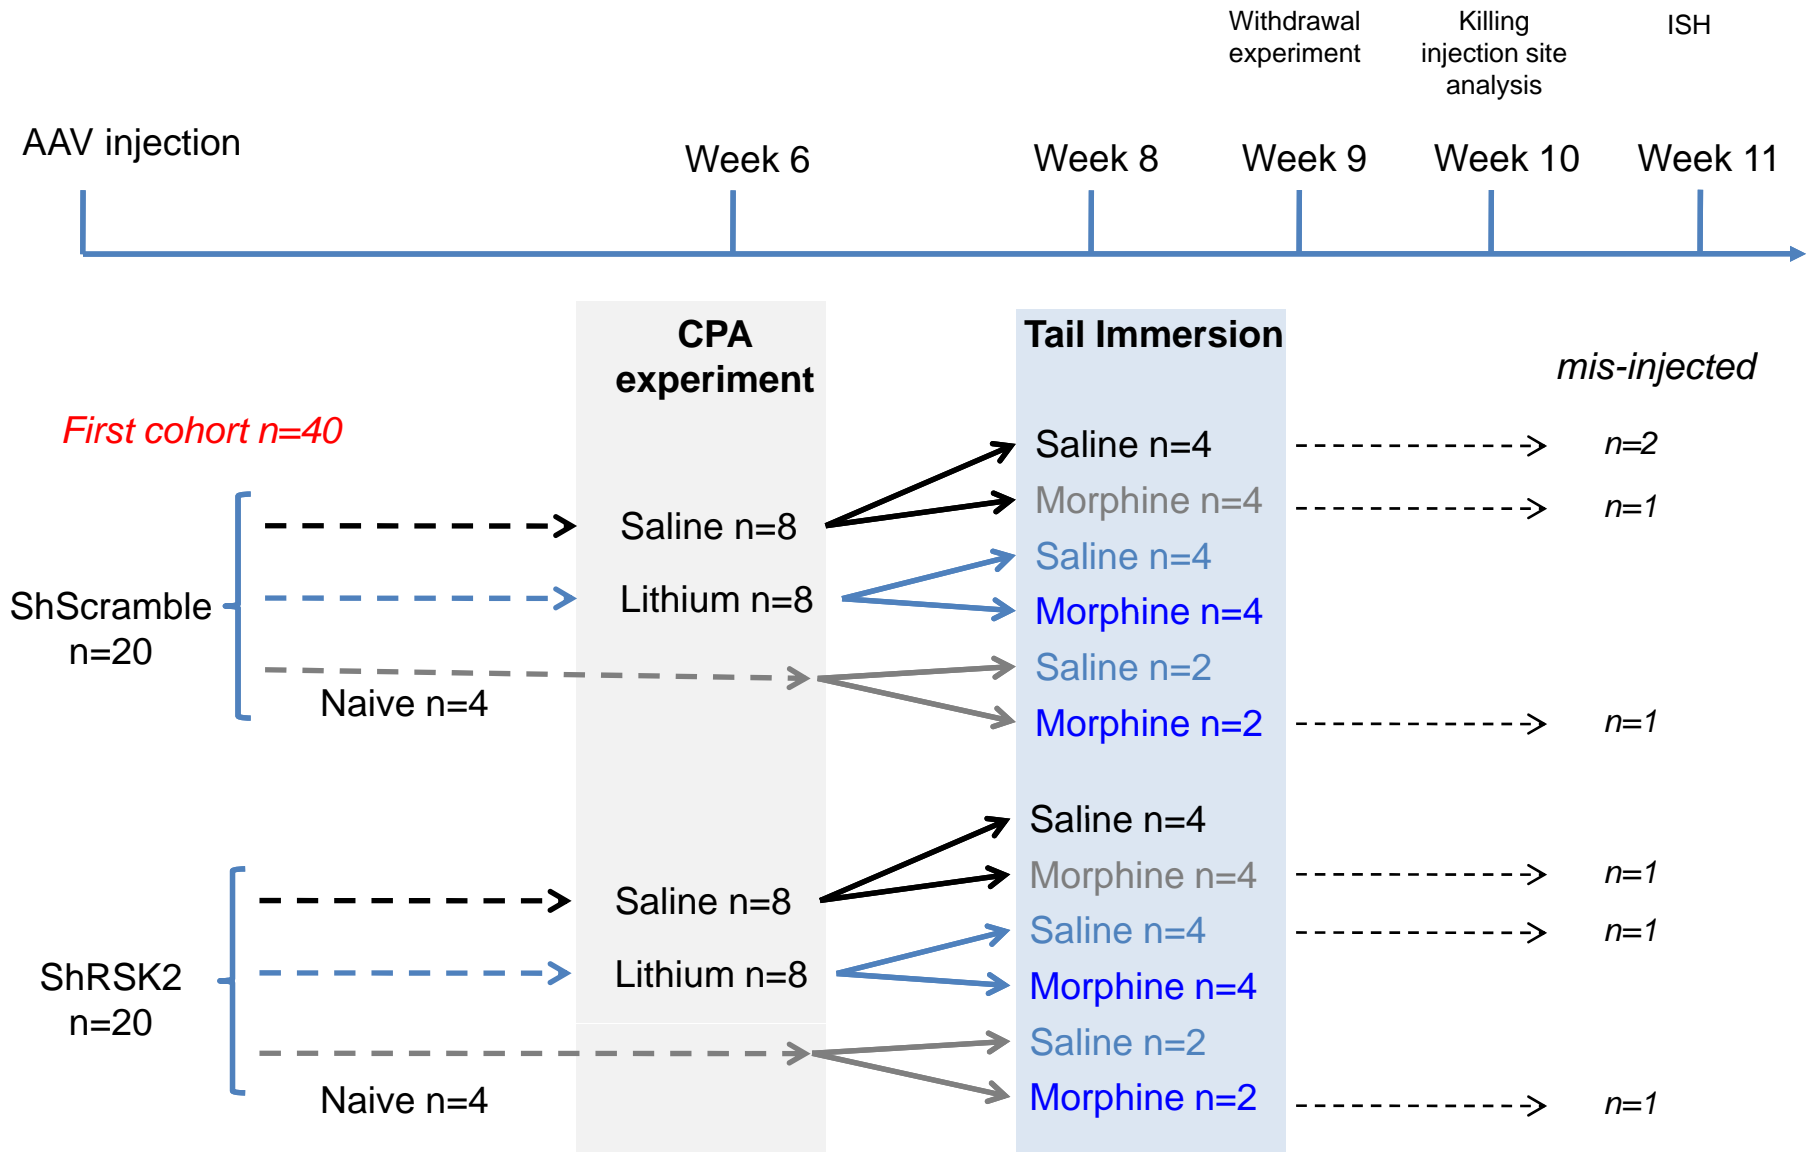 Withdrawal
experiment
Killing
injection site
analysis
ISH
AAV injection
Week 6
Week 8
Week 9
Week 10
Week 11
CPA
experiment
Tail Immersion
mis-injected
First cohort n=40
ShScramble
n=20
Saline n=8
Lithium n=8
Naive n=4
Saline n=4
Morphine n=4
Saline n=4
Morphine n=4
Saline n=2
Morphine n=2
n=2
n=1
n=1
ShRSK2
n=20
Saline n=8
Lithium n=8
Naive n=4
Saline n=4
Morphine n=4
Saline n=4
Morphine n=4
Saline n=2
Morphine n=2
n=1
n=1
n=1